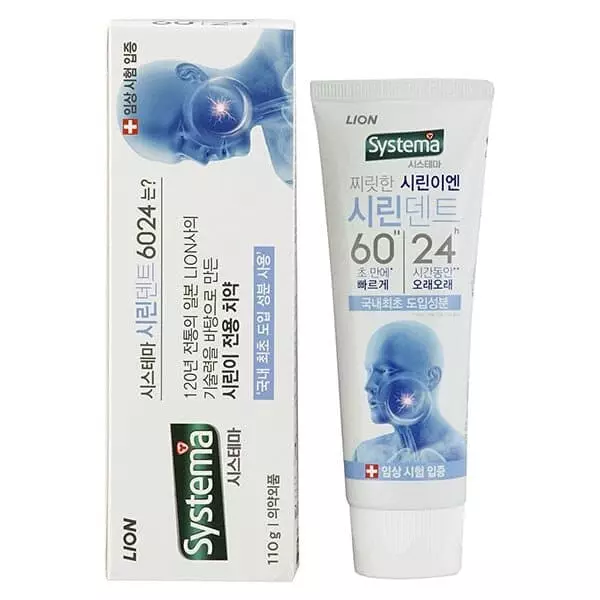 임상 시험 입증
시스테마 시린덴트 6024는?
120년 전통의 일본 LION사의
기술력을 바탕으로 만든
시린이 전용 치약
'국내 최초 도입 성분 사용'
Systema
시스테마
110g | 의약외품
LION
LION
Systema
시스테마
찌릿한 시린이엔
시린덴트
60" 24h
초 만에* 시간동안**
빠르게 오래오래
국내최초 도입성분
임상 시험 입증